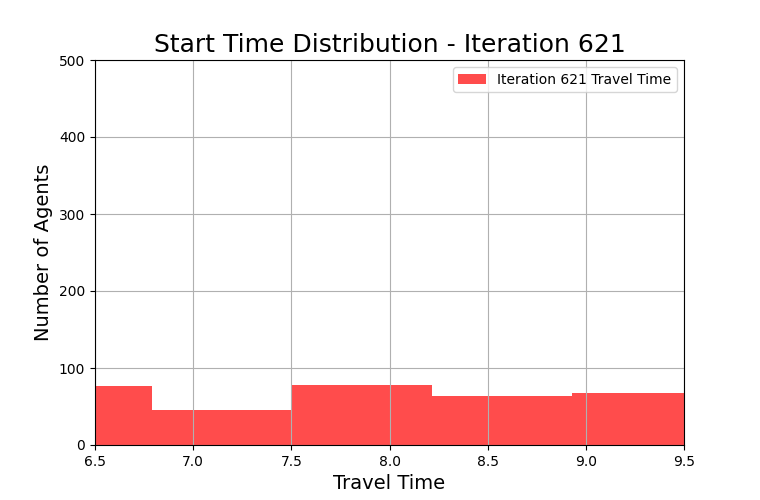 Start Time Distribution - Iteration 621
500
Iteration 621 Travel Time
400
300
200
100
0
Number of Agents
6.5 7.0 7.5 8.0 8.5 9.0 9.5
Travel Time